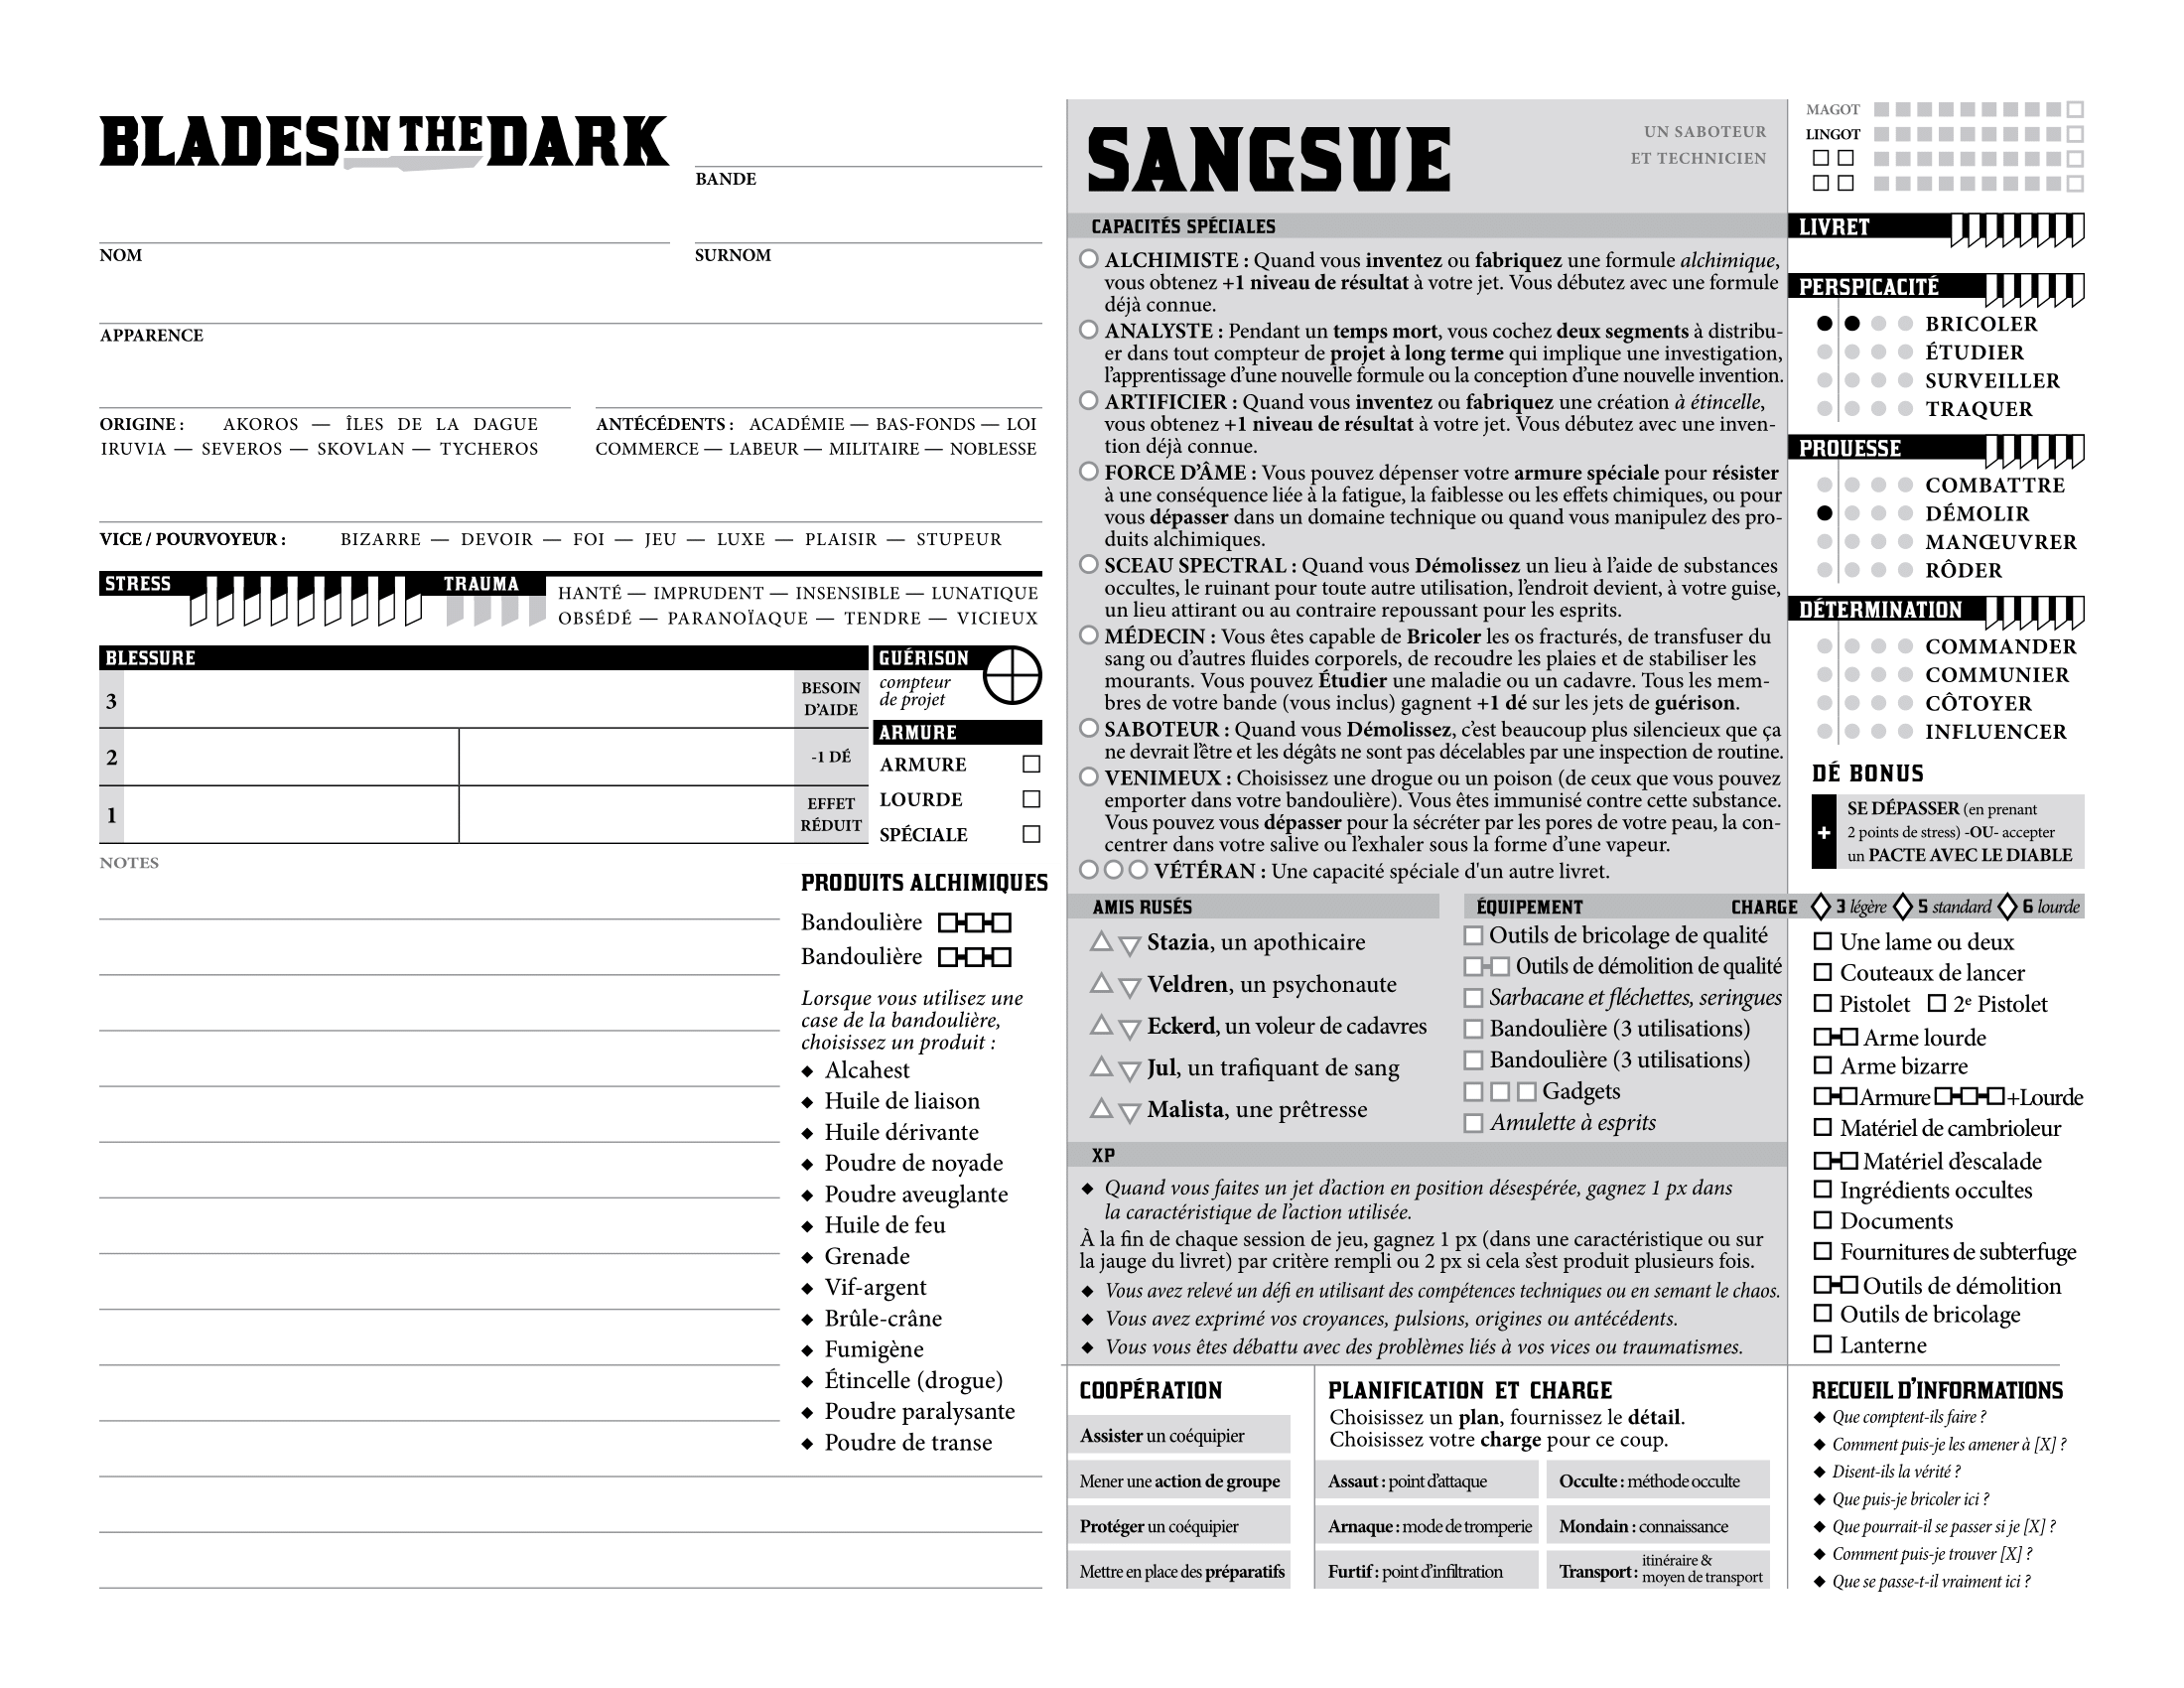 BLADES IN THE DARK
BANDE
NOM
SURNOM
APPARENCE
ORIGINE : AKOROS — ÎLES DE LA DAGUE
IRUVIA — SEVEROS — SKOVLAN — TYCHEROS
ANTÉCÉDENTS : ACADÉMIE — BAS-FONDS — LOI
COMMERCE — LABEUR — MILITAIRE — NOBLESSE
VICE / POURVOYEUR : BIZARRE — DEVOIR — FOI — JEU — LUXE — PLAISIR — STUPEUR
STRESS
TRAUMA
HANTÉ — IMPRUDENT — INSENSIBLE — LUNATIQUE
OBSÉDÉ — PARANOÏAQUE — TENDRE — VICIEUX
BLESSURE
3
BESOIN
D'AIDE
2
-1 DÉ
1
EFFET
RÉDUIT
GUÉRISON
compteur
de projet
ARMURE
ARMURE
LOURDE
SPÉCIALE
NOTES
PRODUITS ALCHIMIQUES
Bandoulière
Bandoulière
Lorsque vous utilisez une
case de la bandoulière,
choisissez un produit :
◆ Alcahest
◆ Huile de liaison
◆ Huile dérivante
◆ Poudre de noyade
◆ Poudre aveuglante
◆ Huile de feu
◆ Grenade
◆ Vif-argent
◆ Brûle-crâne
◆ Fumigène
◆ Étincelle (drogue)
◆ Poudre paralysante
◆ Poudre de transe
SANGSUE
UN SABOTEUR
ET TECHNICIEN
CAPACITÉS SPÉCIALES
ALCHIMISTE : Quand vous inventez ou fabriquez une formule alchimique,
vous obtenez +1 niveau de résultat à votre jet. Vous débutez avec une formule
déjà connue.
ANALYSTE : Pendant un temps mort, vous cochez deux segments à distribu-
er dans tout compteur de projet à long terme qui implique une investigation,
l'apprentissage d'une nouvelle formule ou la conception d'une nouvelle invention.
ARTIFICIER : Quand vous inventez ou fabriquez une création à étincelle,
vous obtenez +1 niveau de résultat à votre jet. Vous débutez avec une inven-
tion déjà connue.
FORCE D'ÂME : Vous pouvez dépenser votre armure spéciale pour résister
à une conséquence liée à la fatigue, la faiblesse ou les effets chimiques, ou pour
vous dépasser dans un domaine technique ou quand vous manipulez des pro-
duits alchimiques.
SCEAU SPECTRAL : Quand vous Démolissez un lieu à l'aide de substances
occultes, le ruinant pour toute autre utilisation, l'endroit devient, à votre guise,
un lieu attirant ou au contraire repoussant pour les esprits.
MÉDECIN : Vous êtes capable de Bricoler les os fracturés, de transfuser du
sang ou d'autres fluides corporels, de recoudre les plaies et de stabiliser les
mourants. Vous pouvez Étudier une maladie ou un cadavre. Tous les mem-
bres de votre bande (vous inclus) gagnent +1 dé sur les jets de guérison.
SABOTEUR : Quand vous Démolissez, c'est beaucoup plus silencieux que ça
ne devrait l'être et les dégâts ne sont pas décelables par une inspection de routine.
VENIMEUX : Choisissez une drogue ou un poison (de ceux que vous pouvez
emporter dans votre bandoulière). Vous êtes immunisé contre cette substance.
Vous pouvez vous dépasser pour la sécréter par les pores de votre peau, la con-
centrer dans votre salive ou l'exhaler sous la forme d'une vapeur.
VÉTÉRAN : Une capacité spéciale d'un autre livret.
AMIS RUSÉS
Stazia, un apothicaire
Veldren, un psychonaute
Eckerd, un voleur de cadavres
Jul, un trafiquant de sang
Malista, une prêtresse
ÉQUIPEMENT
CHARGE 3 légère 5 standard 6 lourde
Outils de bricolage de qualité
Outils de démolition de qualité
Sarbacane et fléchettes, seringues
Bandoulière (3 utilisations)
Bandoulière (3 utilisations)
Gadgets
Amulette à esprits
XP
◆ Quand vous faites un jet d'action en position désespérée, gagnez 1 px dans
la caractéristique de l'action utilisée.
À la fin de chaque session de jeu, gagnez 1 px (dans une caractéristique ou sur
la jauge du livret) par critère rempli ou 2 px si cela s'est produit plusieurs fois.
◆ Vous avez relevé un défi en utilisant des compétences techniques ou en semant le chaos.
◆ Vous avez exprimé vos croyances, pulsions, origines ou antécédents.
◆ Vous vous êtes débattu avec des problèmes liés à vos vices ou traumatismes.
COOPÉRATION
Assister un coéquipier
Mener une action de groupe
Protéger un coéquipier
Mettre en place des préparatifs
PLANIFICATION ET CHARGE
Choisissez un plan, fournissez le détail.
Choisissez votre charge pour ce coup.
Assaut : point d'attaque
Occulte : méthode occulte
Arnaque : mode de tromperie
Mondain : connaissance
Furtif : point d'infiltration
Transport : itinéraire &
moyen de transport
MAGOT
LINGOT
LIVRET
PERSPICACITÉ
BRICOLER
ÉTUDIER
SURVEILLER
TRAQUER
PROUESSE
COMBATTRE
DÉMOLIR
MANŒUVRER
RÔDER
DÉTERMINATION
COMMANDER
COMMUNIER
CÔTOYER
INFLUENCER
DÉ BONUS
+
SE DÉPASSER (en prenant
2 points de stress) -OU- accepter
un PACTE AVEC LE DIABLE
Une lame ou deux
Couteaux de lancer
Pistolet 2e Pistolet
Arme lourde
Arme bizarre
Armure +Lourde
Matériel de cambrioleur
Matériel d'escalade
Ingrédients occultes
Documents
Fournitures de subterfuge
Outils de démolition
Outils de bricolage
Lanterne
RECUEIL D'INFORMATIONS
◆ Que comptent-ils faire ?
◆ Comment puis-je les amener à [X] ?
◆ Disent-ils la vérité ?
◆ Que puis-je bricoler ici ?
◆ Que pourrait-il se passer si je [X] ?
◆ Comment puis-je trouver [X] ?
◆ Que se passe-t-il vraiment ici ?